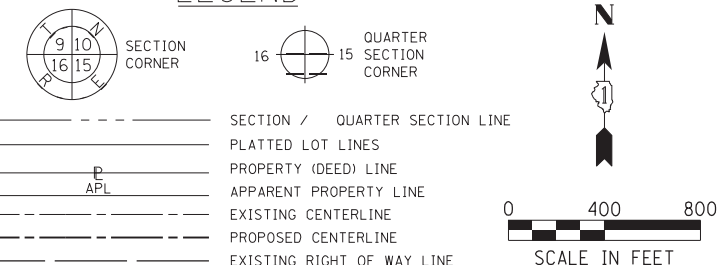 LEGEND
T N
9 10
16 15
R E
SECTION
CORNER
16 15
QUARTER
SECTION
CORNER
N
1
SECTION / QUARTER SECTION LINE
PLATTED LOT LINES
PL
PROPERTY (DEED) LINE
APL
APPARENT PROPERTY LINE
EXISTING CENTERLINE
PROPOSED CENTERLINE
EXISTING RIGHT OF WAY LINE
0 400 800
SCALE IN FEET